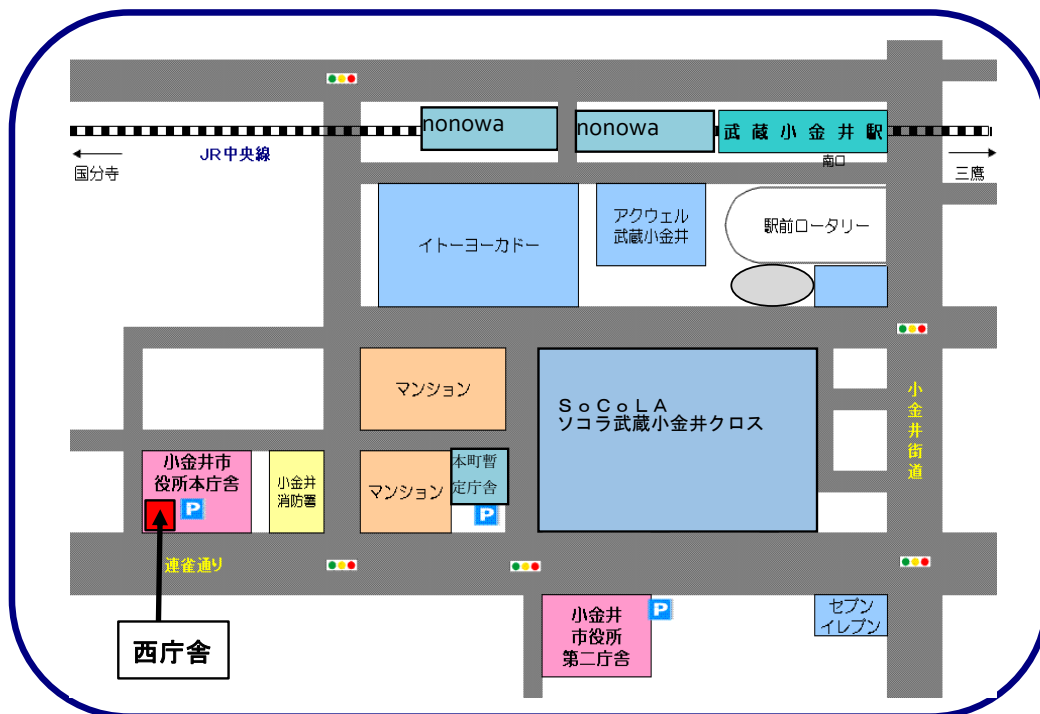 nonowa
nonowa
武蔵小金井駅
JR中央線
南口
国分寺
三鷹
イトーヨーカドー
アクウェル
武蔵小金井
駅前ロータリー
マンション
SoCoLA
ソコラ武蔵小金井クロス
小金井街道
小金井市
役所本庁舎
P
小金井
消防署
マンション
本町暫
定庁舎
P
連雀通り
西庁舎
小金井
市役所
第二庁舎
P
セブン
イレブン